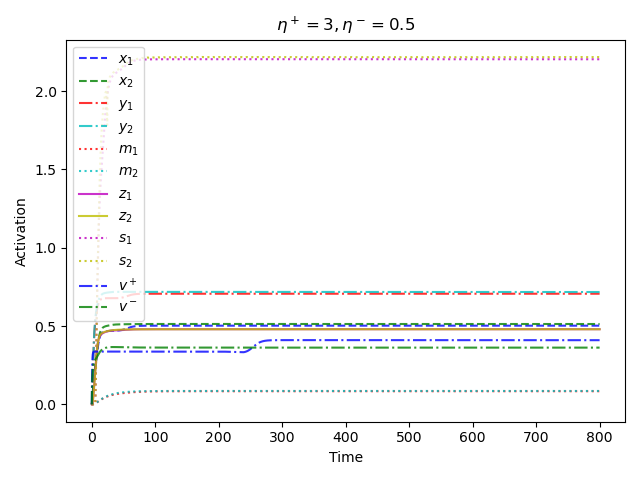 η⁺ = 3, η⁻ = 0.5
x₁
x₂
y₁
y₂
m₁
m₂
z₁
z₂
s₁
s₂
v⁺
v⁻
Activation
2.0
1.5
1.0
0.5
0.0
0 100 200 300 400 500 600 700 800
Time